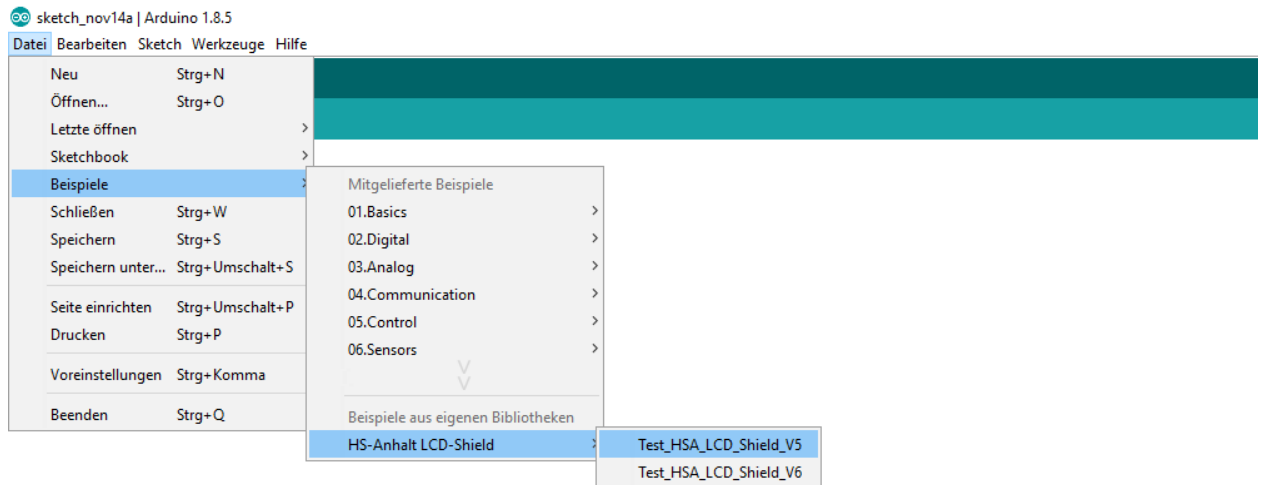 sketch_nov14a | Arduino 1.8.5
Datei Bearbeiten Sketch Werkzeuge Hilfe
Neu Strg+N
Öffnen... Strg+O
Letzte öffnen
Sketchbook
Beispiele
Schließen Strg+W
Speichern Strg+S
Speichern unter... Strg+Umschalt+S
Seite einrichten Strg+Umschalt+P
Drucken Strg+P
Voreinstellungen Strg+Komma
Beenden Strg+Q
Mitgelieferte Beispiele
01.Basics
02.Digital
03.Analog
04.Communication
05.Control
06.Sensors
Beispiele aus eigenen Bibliotheken
HS-Anhalt LCD-Shield
Test_HSA_LCD_Shield_V5
Test_HSA_LCD_Shield_V6